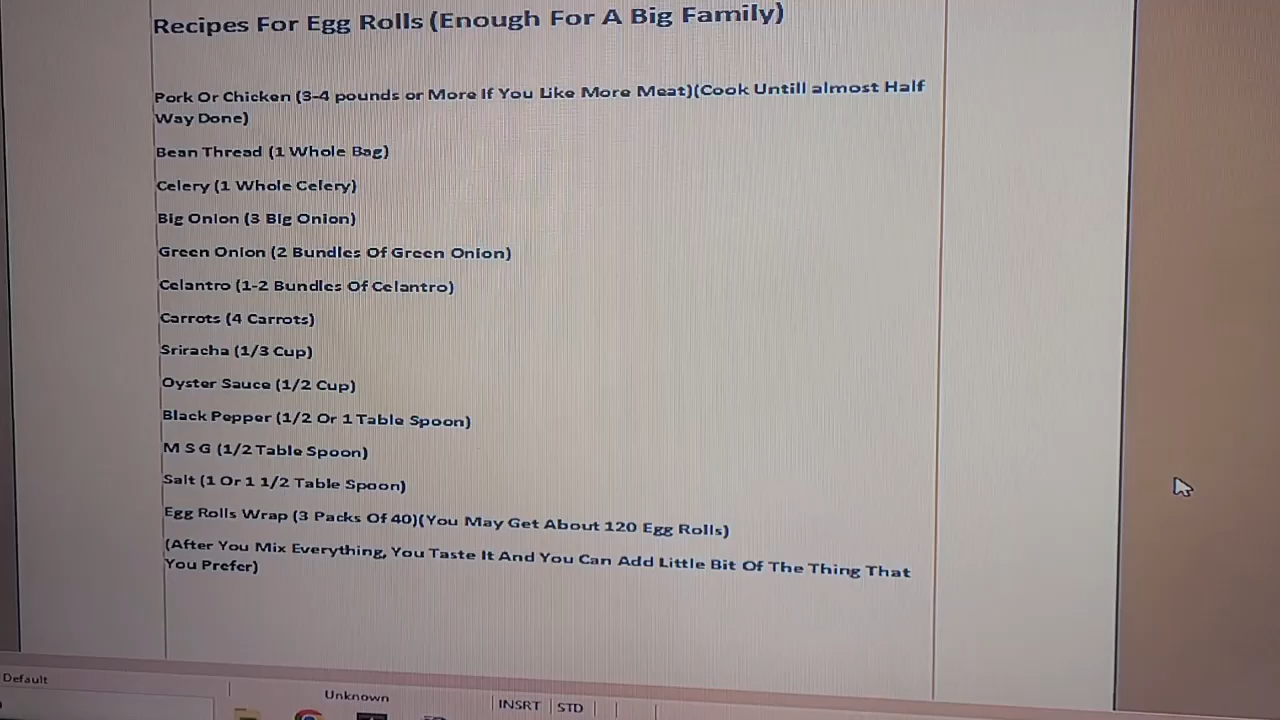 Recipes For Egg Rolls (Enough For A Big Family)
Pork Or Chicken (3-4 pounds or More If You Like More Meat)(Cook Untill almost Half
Way Done)
Bean Thread (1 Whole Bag)
Celery (1 Whole Celery)
Big Onion (3 Big Onion)
Green Onion (2 Bundles Of Green Onion)
Celantro (1-2 Bundles Of Celantro)
Carrots (4 Carrots)
Sriracha (1/3 Cup)
Oyster Sauce (1/2 Cup)
Black Pepper (1/2 Or 1 Table Spoon)
M S G (1/2 Table Spoon)
Salt (1 Or 1 1/2 Table Spoon)
Egg Rolls Wrap (3 Packs Of 40)(You May Get About 120 Egg Rolls)
(After You Mix Everything, You Taste It And You Can Add Little Bit Of The Thing That
You Prefer)
Default
Unknown
INSRT
STD